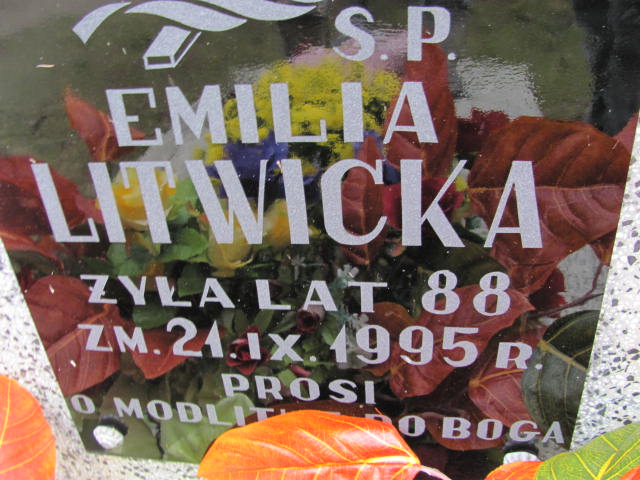 Ś.P.
EMILIA
LITWICKA
ŻYŁA LAT 88
ZM. 21.IX.1995 R.
PROSI
O MODLITWĘ DO BOGA